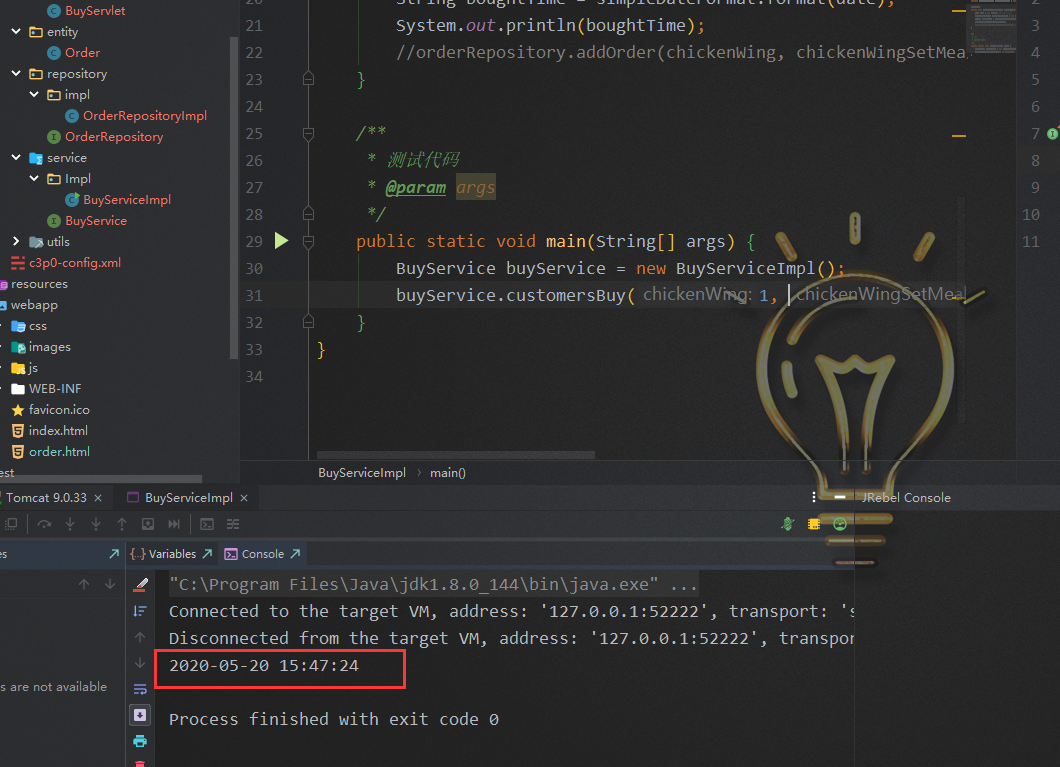 BuyServlet
entity
Order
repository
impl
OrderRepositoryImpl
OrderRepository
service
Impl
BuyServiceImpl
BuyService
utils
c3p0-config.xml
resources
webapp
css
images
js
WEB-INF
favicon.ico
index.html
order.html
est
21 System.out.println(boughtTime);
22 //orderRepository.addOrder(chickenWing, chickenWingSetMea
23 }
24
25 /**
26 * 测试代码
27 * @param args
28 */
29 public static void main(String[] args) {
30 BuyService buyService = new BuyServiceImpl();
31 buyService.customersBuy( chickenWing: 1, chickenWingSetMeal
32 }
33 }
34
2
3
4
5
6
7
8
9
10
11
BuyServiceImpl › main()
Tomcat 9.0.33 × BuyServiceImpl × JRebel Console
es Variables Console
"C:\Program Files\Java\jdk1.8.0_144\bin\java.exe" ...
Connected to the target VM, address: '127.0.0.1:52222', transport: 's
Disconnected from the target VM, address: '127.0.0.1:52222', transpor
2020-05-20 15:47:24
s are not available
Process finished with exit code 0